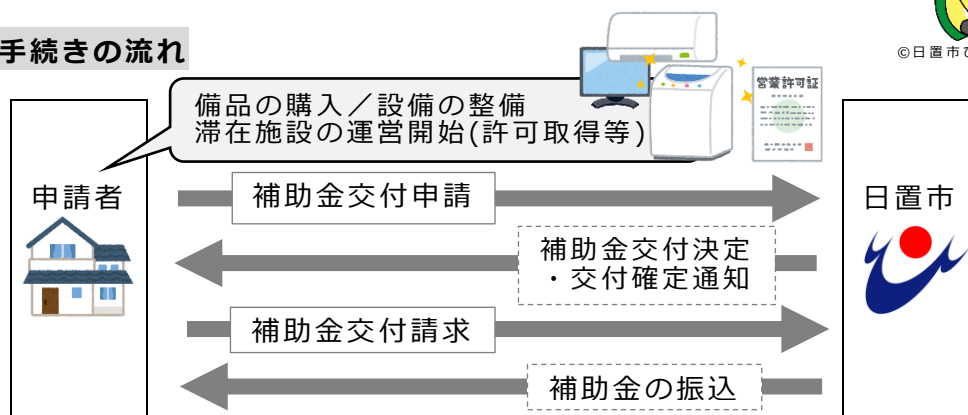 ©日置市
手続きの流れ
営業許可証
備品の購入／設備の整備
滞在施設の運営開始(許可取得等)
申請者
補助金交付申請
日置市
補助金交付決定
・交付確定通知
補助金交付請求
補助金の振込